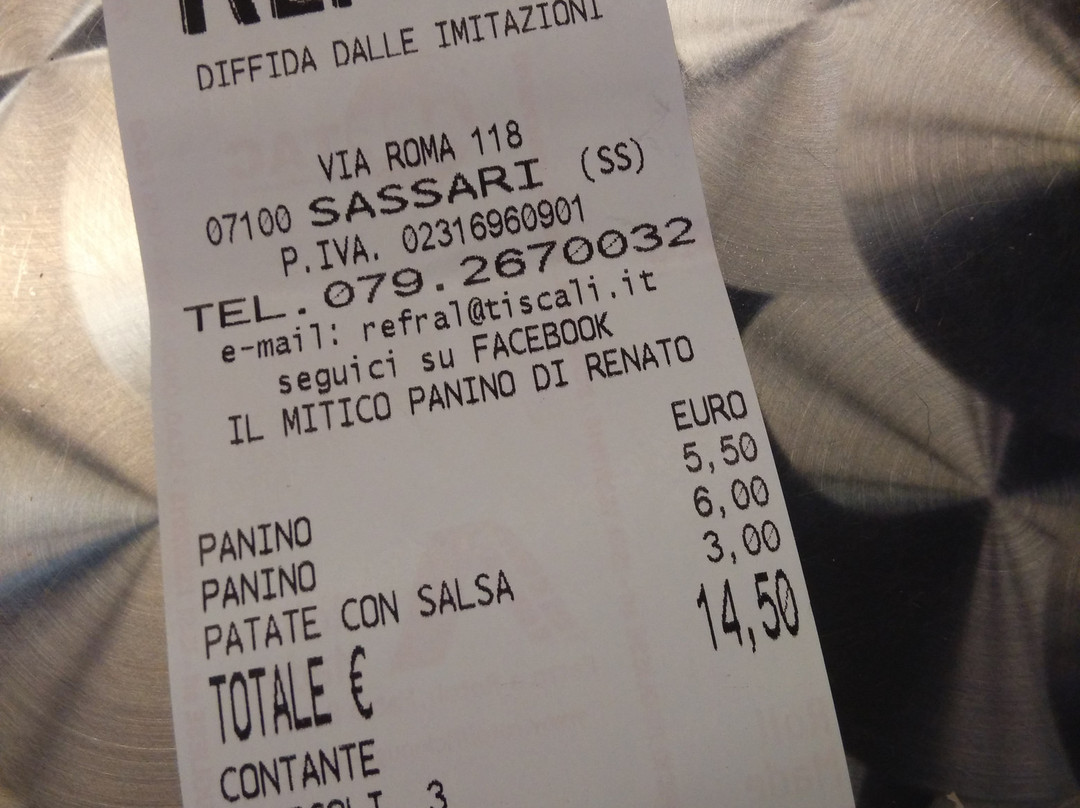 DIFFIDA DALLE IMITAZIONI
VIA ROMA 118
07100 SASSARI (SS)
P.IVA. 02316960901
TEL. 079.2670032
e-mail: refral@tiscali.it
seguici su FACEBOOK
IL MITICO PANINO DI RENATO
EURO
PANINO 5,50
PANINO 6,00
PATATE CON SALSA 3,00
TOTALE € 14,50
CONTANTE
3